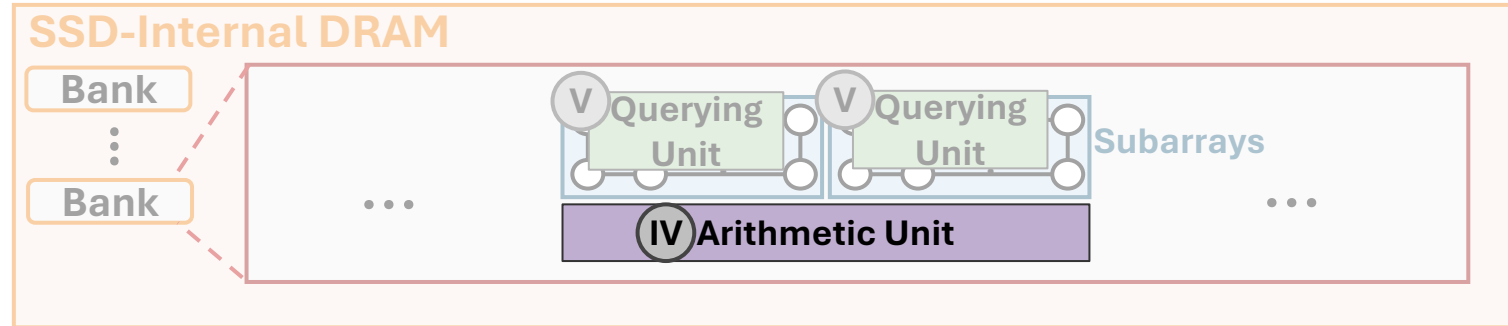 SSD-Internal DRAM
Bank
Bank
V Querying Unit
V Querying Unit
Subarrays
IV Arithmetic Unit